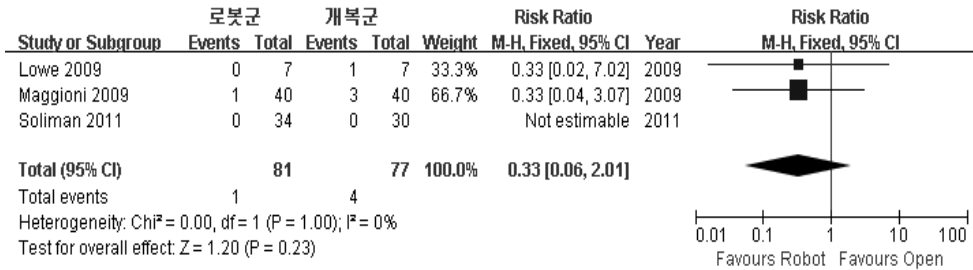 로봇군 개복군 Risk Ratio Risk Ratio
Study or Subgroup Events Total Events Total Weight M-H, Fixed, 95% CI Year M-H, Fixed, 95% CI
Lowe 2009 0 7 1 7 33.3% 0.33 [0.02, 7.02] 2009
Maggioni 2009 1 40 3 40 66.7% 0.33 [0.04, 3.07] 2009
Soliman 2011 0 34 0 30 Not estimable 2011
Total (95% CI) 81 77 100.0% 0.33 [0.06, 2.01]
Total events 1 4
Heterogeneity: Chi² = 0.00, df = 1 (P = 1.00); I² = 0%
Test for overall effect: Z = 1.20 (P = 0.23)
0.01 0.1 1 10 100
Favours Robot Favours Open